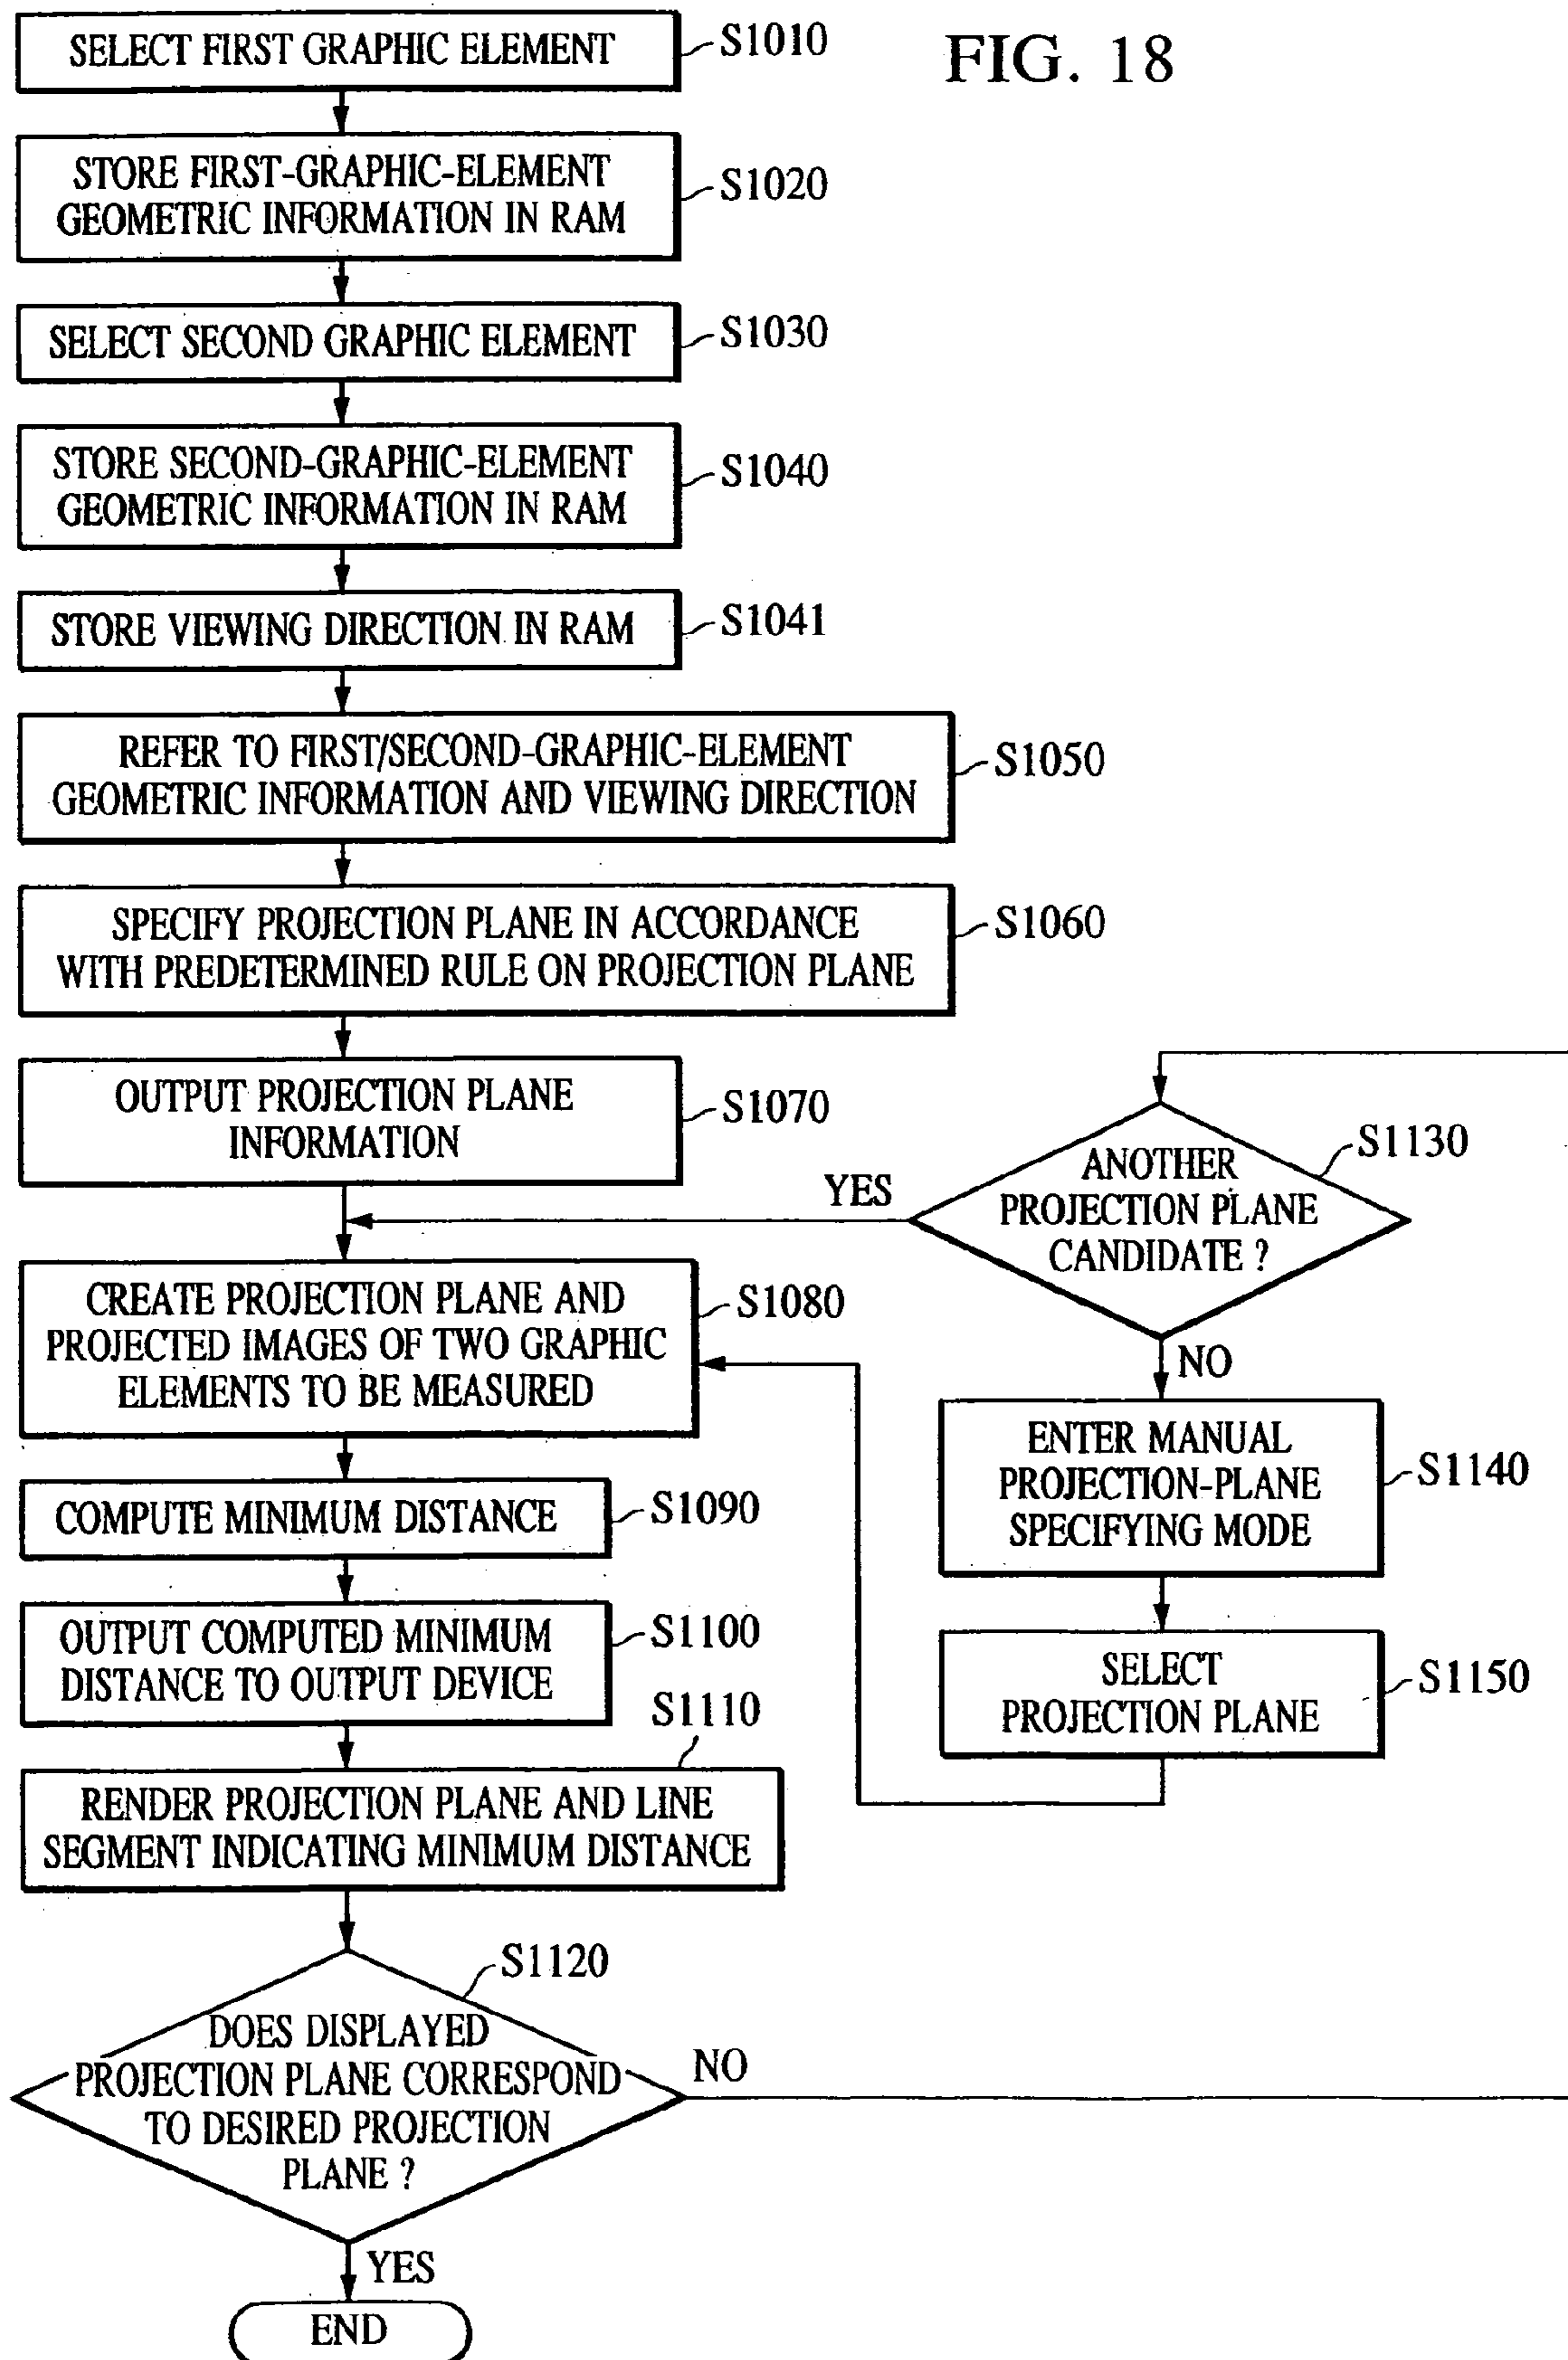 FIG. 18
SELECT FIRST GRAPHIC ELEMENT
S1010
STORE FIRST-GRAPHIC-ELEMENT
GEOMETRIC INFORMATION IN RAM
S1020
SELECT SECOND GRAPHIC ELEMENT
S1030
STORE SECOND-GRAPHIC-ELEMENT
GEOMETRIC INFORMATION IN RAM
S1040
STORE VIEWING DIRECTION IN RAM
S1041
REFER TO FIRST/SECOND-GRAPHIC-ELEMENT
GEOMETRIC INFORMATION AND VIEWING DIRECTION
S1050
SPECIFY PROJECTION PLANE IN ACCORDANCE
WITH PREDETERMINED RULE ON PROJECTION PLANE
S1060
OUTPUT PROJECTION PLANE
INFORMATION
S1070
CREATE PROJECTION PLANE AND
PROJECTED IMAGES OF TWO GRAPHIC
ELEMENTS TO BE MEASURED
S1080
COMPUTE MINIMUM DISTANCE
S1090
OUTPUT COMPUTED MINIMUM
DISTANCE TO OUTPUT DEVICE
S1100
S1110
RENDER PROJECTION PLANE AND LINE
SEGMENT INDICATING MINIMUM DISTANCE
S1120
DOES DISPLAYED
PROJECTION PLANE CORRESPOND
TO DESIRED PROJECTION
PLANE ?
NO
YES
END
S1130
ANOTHER
PROJECTION PLANE
CANDIDATE ?
YES
NO
ENTER MANUAL
PROJECTION-PLANE
SPECIFYING MODE
S1140
SELECT
PROJECTION PLANE
S1150